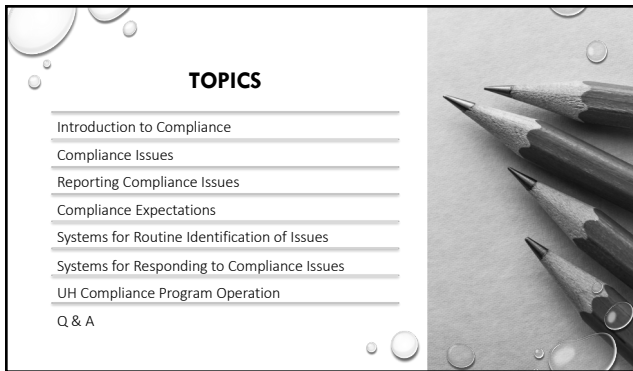 TOPICS
Introduction to Compliance
Compliance Issues
Reporting Compliance Issues
Compliance Expectations
Systems for Routine Identification of Issues
Systems for Responding to Compliance Issues
UH Compliance Program Operation
Q & A